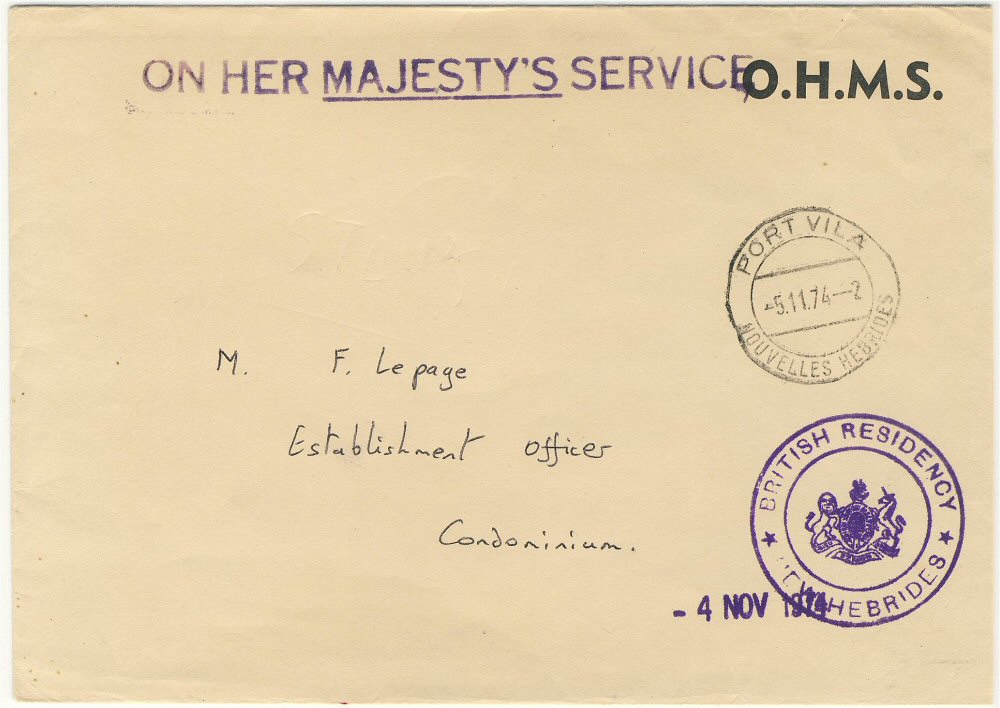 ON HER MAJESTY'S SERVICE O.H.M.S.
PORT VILA
-5.11.74—2
NOUVELLES HEBRIDES
M. F. Lepage
Establishment Officer
Condominium.
★ BRITISH RESIDENCY ★
NEW HEBRIDES
- 4 NOV 1974